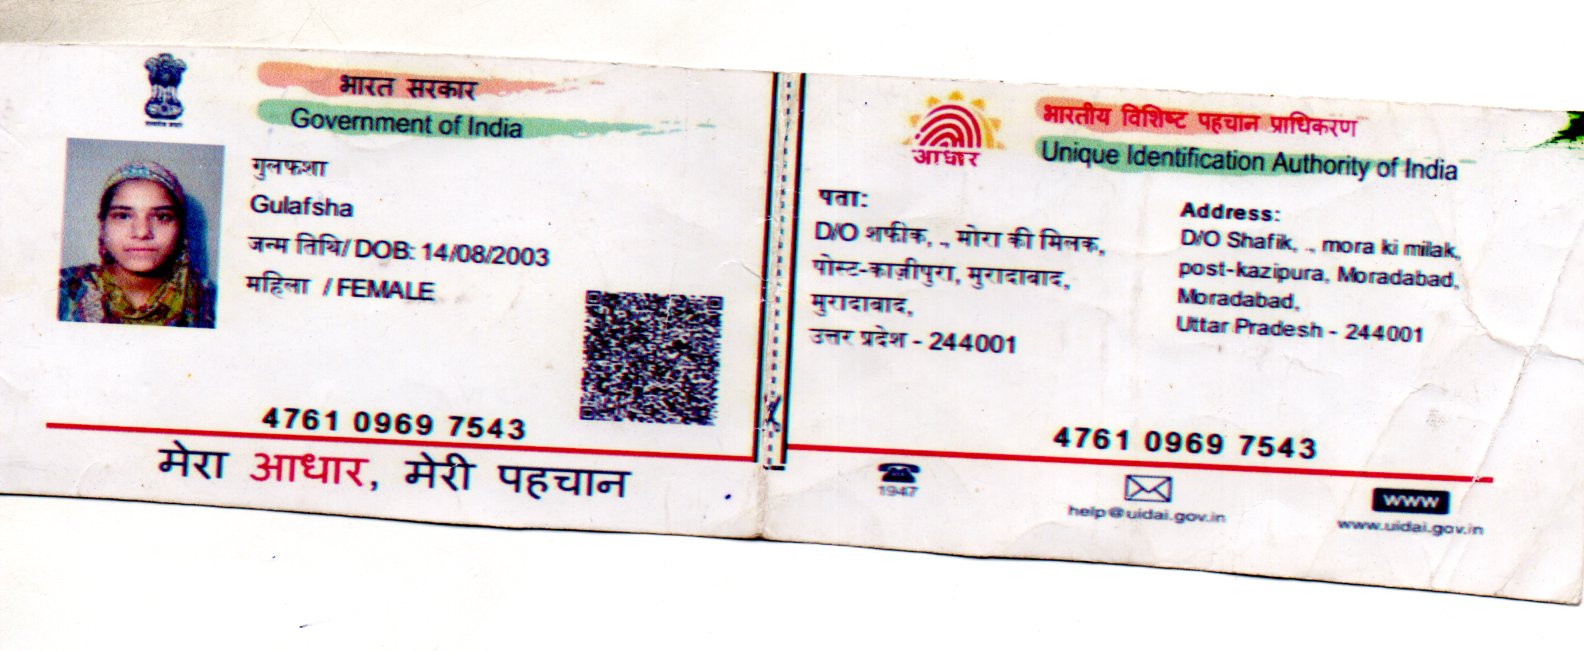 भारत सरकार
Government of India
गुलफशा
Gulafsha
जन्म तिथि/ DOB: 14/08/2003
महिला / FEMALE
4761 0969 7543
मेरा आधार, मेरी पहचान
आधार
भारतीय विशिष्ट पहचान प्राधिकरण
Unique Identification Authority of India
पता:
D/O शफीक, ., मोरा की मिलक,
पोस्ट-काज़ीपुरा, मुरादाबाद,
मुरादाबाद,
उत्तर प्रदेश - 244001
Address:
D/O Shafik, ., mora ki milak,
post-kazipura, Moradabad,
Moradabad,
Uttar Pradesh - 244001
4761 0969 7543
1947
help@uidai.gov.in
www
www.uidai.gov.in